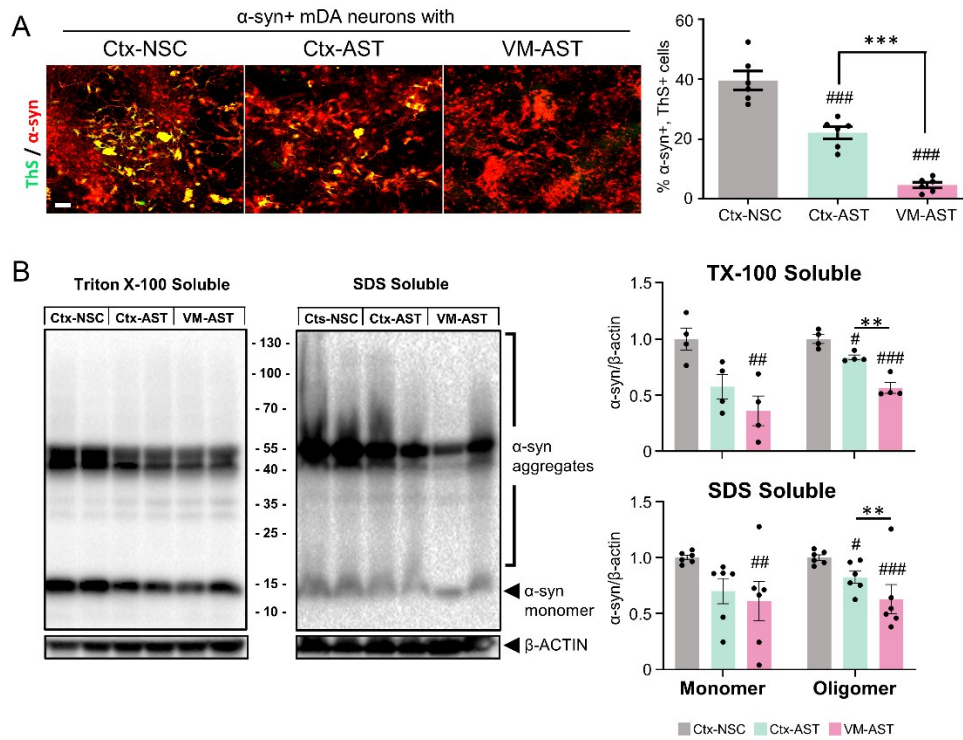 A
α-syn+ mDA neurons with
Ctx-NSC Ctx-AST VM-AST
ThS / α-syn
% α-syn+, ThS+ cells
60
40
20
0
###
***
###
Ctx-NSC Ctx-AST VM-AST
B
Triton X-100 Soluble
Ctx-NSC Ctx-AST VM-AST
SDS Soluble
Cts-NSC Ctx-AST VM-AST
- 130 -
- 100 -
- 70 -
- 55 -
- 40 -
- 35 -
- 25 -
- 15 -
- 10 -
α-syn
aggregates
α-syn
monomer
β-ACTIN
TX-100 Soluble
α-syn/β-actin
1.5
1.0
0.5
0
##
#
**
###
SDS Soluble
α-syn/β-actin
1.5
1.0
0.5
0
##
#
**
###
Monomer Oligomer
Ctx-NSC Ctx-AST VM-AST